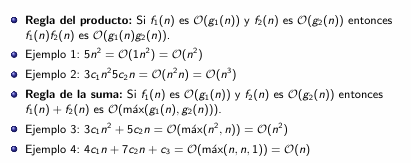 Regla del producto: Si f₁(n) es O(g₁(n)) y f₂(n) es O(g₂(n)) entonces
f₁(n)f₂(n) es O(g₁(n)g₂(n)).
Ejemplo 1: 5n² = O(1n²) = O(n²)
Ejemplo 2: 3c₁n²5c₂n = O(n²n) = O(n³)
Regla de la suma: Si f₁(n) es O(g₁(n)) y f₂(n) es O(g₂(n)) entonces
f₁(n) + f₂(n) es O(máx(g₁(n), g₂(n))).
Ejemplo 3: 3c₁n² + 5c₂n = O(máx(n², n)) = O(n²)
Ejemplo 4: 4c₁n + 7c₂n + c₃ = O(máx(n, n, 1)) = O(n)